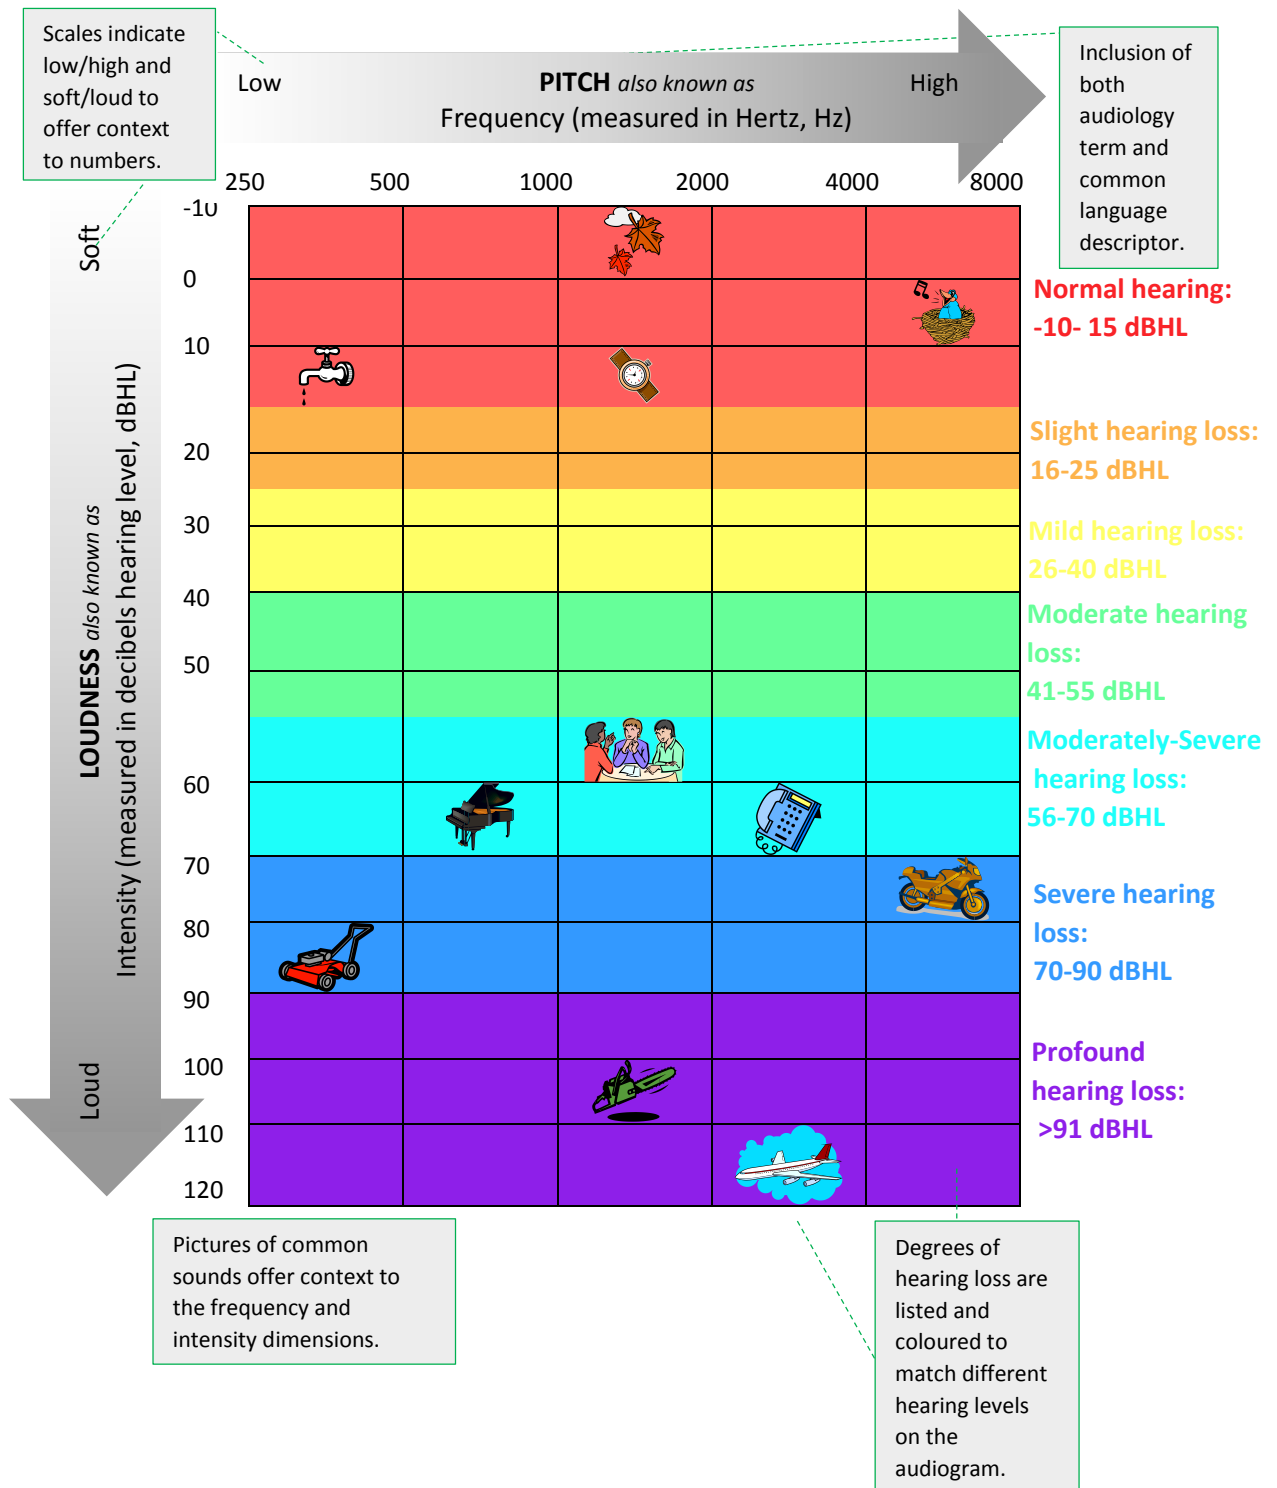 Scales indicate
low/high and
soft/loud to
offer context
to numbers.
Low
PITCH also known as
High
Frequency (measured in Hertz, Hz)
Inclusion of
both
audiology
term and
common
language
descriptor.
250 500 1000 2000 4000 8000
Soft
LOUDNESS also known as
Intensity (measured in decibels hearing level, dBHL)
Loud
-10
0
10
20
30
40
50
60
70
80
90
100
110
120
Normal hearing:
-10- 15 dBHL
Slight hearing loss:
16-25 dBHL
Mild hearing loss:
26-40 dBHL
Moderate hearing
loss:
41-55 dBHL
Moderately-Severe
hearing loss:
56-70 dBHL
Severe hearing
loss:
70-90 dBHL
Profound
hearing loss:
>91 dBHL
Pictures of common
sounds offer context to
the frequency and
intensity dimensions.
Degrees of
hearing loss are
listed and
coloured to
match different
hearing levels
on the
audiogram.